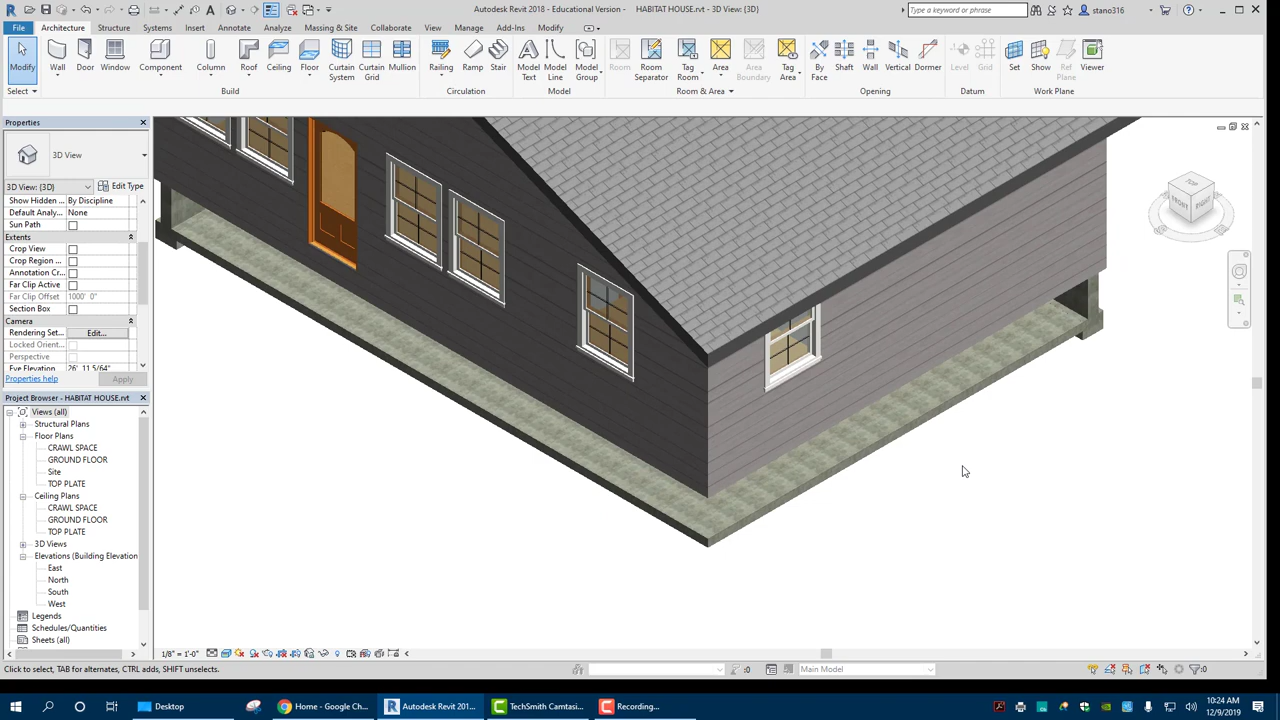 Autodesk Revit 2018 - Educational Version - HABITAT HOUSE.rvt - 3D View: {3D}
Type a keyword or phrase
stano316
File Architecture Structure Systems Insert Annotate Analyze Massing & Site Collaborate View Manage Add-Ins Modify
Modify Wall Door Window Component Column Roof Ceiling Floor Curtain System Curtain Grid Mullion Railing Ramp Stair Model Text Model Line Model Group Room Room Separator Tag Room Area Area Boundary Tag Area By Face Shaft Wall Vertical Dormer Level Grid Set Show Ref Plane Viewer
Select Build Circulation Model Room & Area Opening Datum Work Plane
Properties
3D View
3D View: {3D} Edit Type
Show Hidden ... By Discipline
Default Analy... None
Sun Path
Extents
Crop View
Crop Region ...
Annotation Cr...
Far Clip Active
Far Clip Offset 1000' 0"
Section Box
Camera
Rendering Set... Edit...
Locked Orient...
Perspective
Eye Elevation 26' 11 5/64"
Properties help Apply
Project Browser - HABITAT HOUSE.rvt
Views (all)
Structural Plans
Floor Plans
CRAWL SPACE
GROUND FLOOR
Site
TOP PLATE
Ceiling Plans
CRAWL SPACE
GROUND FLOOR
TOP PLATE
3D Views
Elevations (Building Elevation
East
North
South
West
Legends
Schedules/Quantities
Sheets (all)
TOP
FRONT RIGHT
1/8" = 1'-0"
Click to select, TAB for alternates, CTRL adds, SHIFT unselects.
:0 Main Model :0
Desktop Home - Google Ch... Autodesk Revit 201... TechSmith Camtasi... Recording...
10:24 AM
12/9/2019